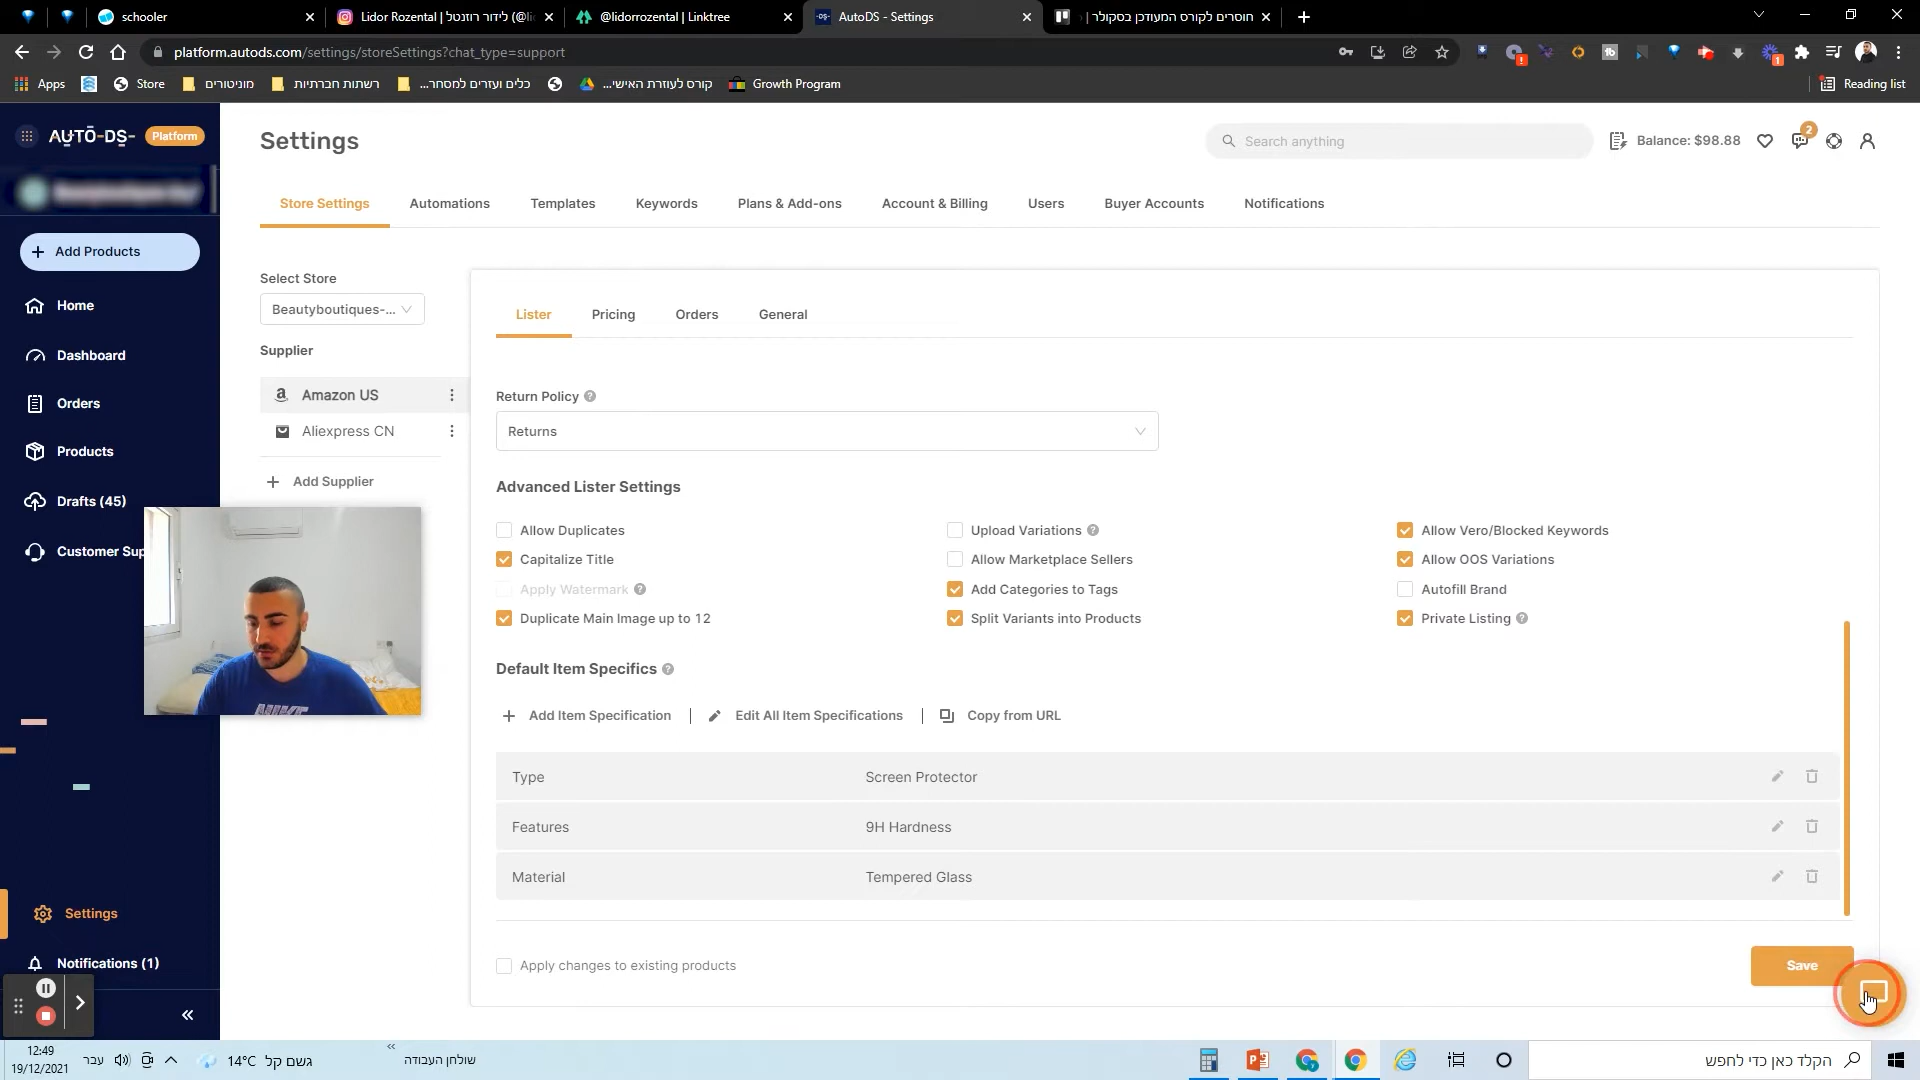 schooler
Lidor Rozental | לידור רוזנטל (@li
@lidorrozental | Linktree
AutoDS - Settings
חוסרים לקורס המעודכן בסקולר |
platform.autods.com/settings/storeSettings?chat_type=support
Apps
Store
מוניטורים
רשתות חברתיות
כלים ועזרים למסחר...
קורס לעוזרת האישי...
Growth Program
Reading list
AUTO-DS-
Platform
Settings
Search anything
Balance: $98.88
2
Store Settings
Automations
Templates
Keywords
Plans & Add-ons
Account & Billing
Users
Buyer Accounts
Notifications
Add Products
Home
Dashboard
Orders
Products
Drafts (45)
Customer Sup
Settings
Notifications (1)
Select Store
Beautyboutiques-...
Supplier
Amazon US
Aliexpress CN
Add Supplier
Lister
Pricing
Orders
General
Return Policy
Returns
Advanced Lister Settings
Allow Duplicates
Upload Variations
Allow Vero/Blocked Keywords
Capitalize Title
Allow Marketplace Sellers
Allow OOS Variations
Apply Watermark
Add Categories to Tags
Autofill Brand
Duplicate Main Image up to 12
Split Variants into Products
Private Listing
Default Item Specifics
Add Item Specification
Edit All Item Specifications
Copy from URL
Type
Screen Protector
Features
9H Hardness
Material
Tempered Glass
Apply changes to existing products
Save
12:49
19/12/2021
עבר
14°C גשם קל
שולחן העבודה
הקלד כאן כדי לחפש